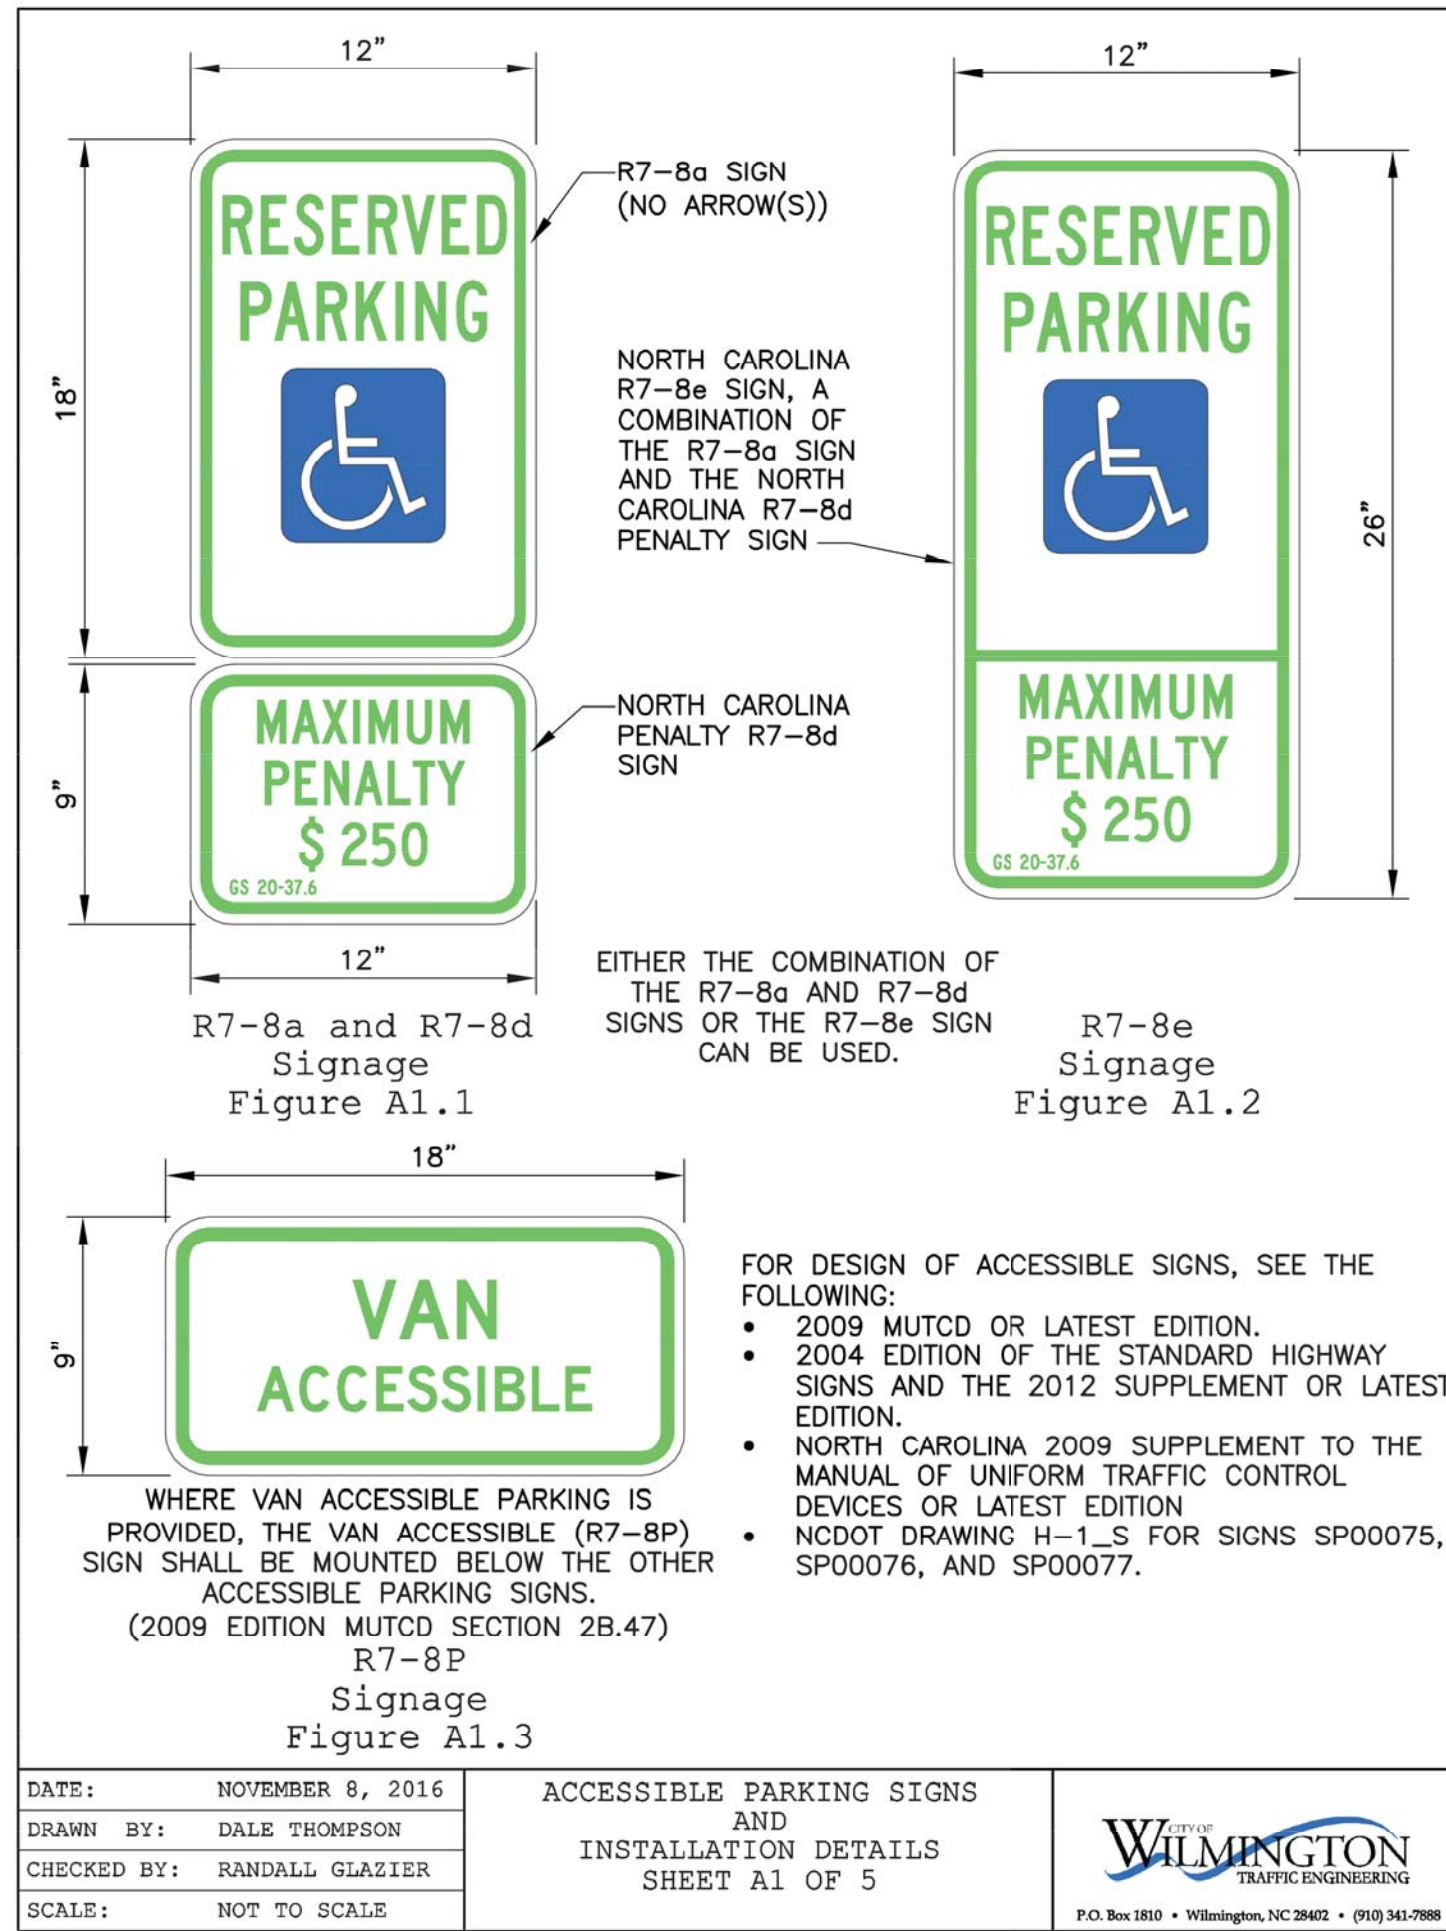 12"
RESERVED
PARKING
18"
R7-8a SIGN
(NO ARROW(S))
MAXIMUM
PENALTY
$ 250
GS 20-37.6
9"
NORTH CAROLINA
PENALTY R7-8d
SIGN
12"
R7-8a and R7-8d
Signage
Figure A1.1
NORTH CAROLINA
R7-8e SIGN, A
COMBINATION OF
THE R7-8a SIGN
AND THE NORTH
CAROLINA R7-8d
PENALTY SIGN
12"
RESERVED
PARKING
26"
MAXIMUM
PENALTY
$ 250
GS 20-37.6
EITHER THE COMBINATION OF
THE R7-8a AND R7-8d
SIGNS OR THE R7-8e SIGN
CAN BE USED.
R7-8e
Signage
Figure A1.2
18"
9"
VAN
ACCESSIBLE
WHERE VAN ACCESSIBLE PARKING IS
PROVIDED, THE VAN ACCESSIBLE (R7-8P)
SIGN SHALL BE MOUNTED BELOW THE OTHER
ACCESSIBLE PARKING SIGNS.
(2009 EDITION MUTCD SECTION 2B.47)
R7-8P
Signage
Figure A1.3
FOR DESIGN OF ACCESSIBLE SIGNS, SEE THE
FOLLOWING:
• 2009 MUTCD OR LATEST EDITION.
• 2004 EDITION OF THE STANDARD HIGHWAY
SIGNS AND THE 2012 SUPPLEMENT OR LATEST
EDITION.
• NORTH CAROLINA 2009 SUPPLEMENT TO THE
MANUAL OF UNIFORM TRAFFIC CONTROL
DEVICES OR LATEST EDITION
• NCDOT DRAWING H-1_S FOR SIGNS SP00075,
SP00076, AND SP00077.
DATE: NOVEMBER 8, 2016
DRAWN BY: DALE THOMPSON
CHECKED BY: RANDALL GLAZIER
SCALE: NOT TO SCALE
ACCESSIBLE PARKING SIGNS
AND
INSTALLATION DETAILS
SHEET A1 OF 5
CITY OF
WILMINGTON
TRAFFIC ENGINEERING
P.O. Box 1810 • Wilmington, NC 28402 • (910) 341-7888